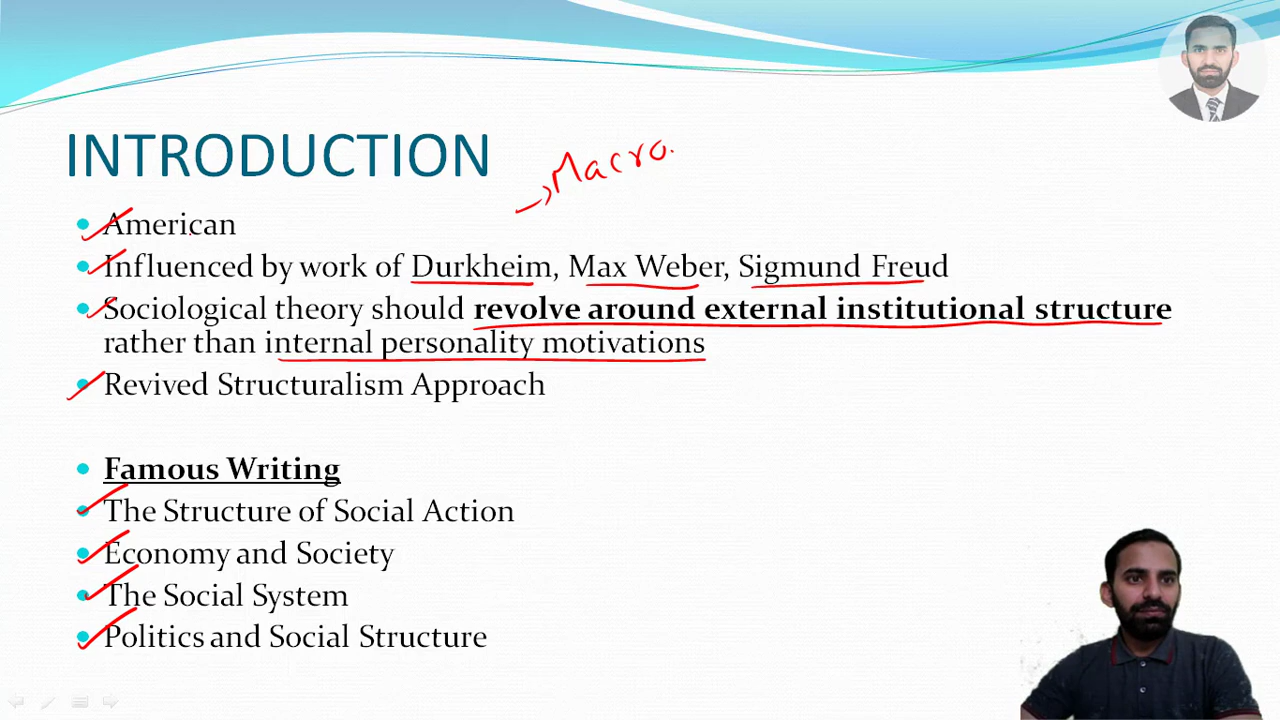 INTRODUCTION
→ Macro.
American
Influenced by work of Durkheim, Max Weber, Sigmund Freud
Sociological theory should revolve around external institutional structure
rather than internal personality motivations
Revived Structuralism Approach
Famous Writing
The Structure of Social Action
Economy and Society
The Social System
Politics and Social Structure